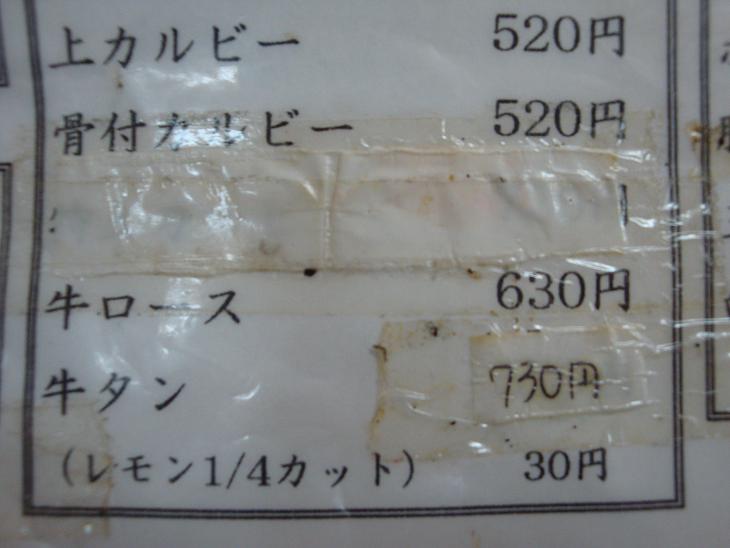 上カルビー 520円
骨付カルビー 520円
牛ロース 630円
牛タン 730円
(レモン1/4カット) 30円